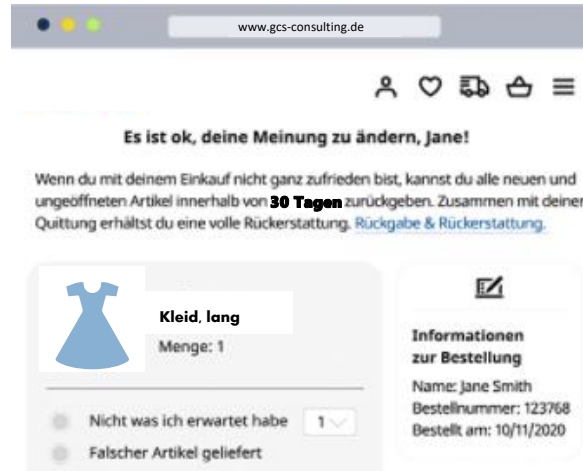 www.gcs-consulting.de
Es ist ok, deine Meinung zu ändern, Jane!
Wenn du mit deinem Einkauf nicht ganz zufrieden bist, kannst du alle neuen und
ungeöffneten Artikel innerhalb von 30 Tagen zurückgeben. Zusammen mit deiner
Quittung erhältst du eine volle Rückerstattung. Rückgabe & Rückerstattung.
Kleid, lang
Menge: 1
Nicht was ich erwartet habe 1
Falscher Artikel geliefert
Informationen
zur Bestellung
Name: Jane Smith
Bestellnummer: 123768
Bestellt am: 10/11/2020